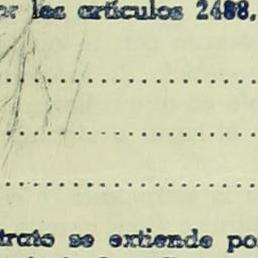 los artículos 2488,
trato se extiende po